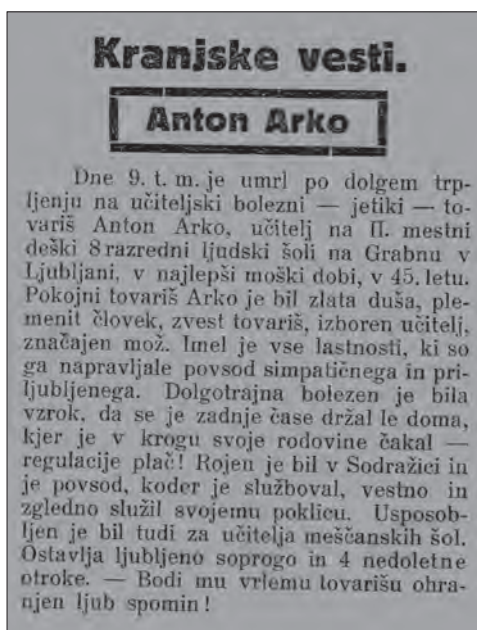 Kranjske vesti.
Anton Arko
Dne 9. t. m. je umrl po dolgem trp-
ljenju na učiteljski bolezni — jetiki — to-
variš Anton Arko, učitelj na II. mestni
deški 8 razredni ljudski šoli na Grabnu v
Ljubljani, v najlepši moški dobi, v 45. letu.
Pokojni tovariš Arko je bil zlata duša, ple-
menit človek, zvest tovariš, izboren učitelj,
značajen mož. Imel je vse lastnosti, ki so
ga napravljale povsod simpatičnega in pri-
ljubljenega. Dolgotrajna bolezen je bila
vzrok, da se je zadnje čase držal le doma,
kjer je v krogu svoje rodovine čakal —
regulacije plač! Rojen je bil v Sodražici in
je povsod, koder je služboval, vestno in
zgledno služil svojemu poklicu. Usposob-
ljen je bil tudi za učitelja meščanskih šol.
Ostavlja ljubljeno soprogo in 4 nedoletne
otroke. — Bodi mu vrlemu tovarišu ohra-
njen ljub spomin!